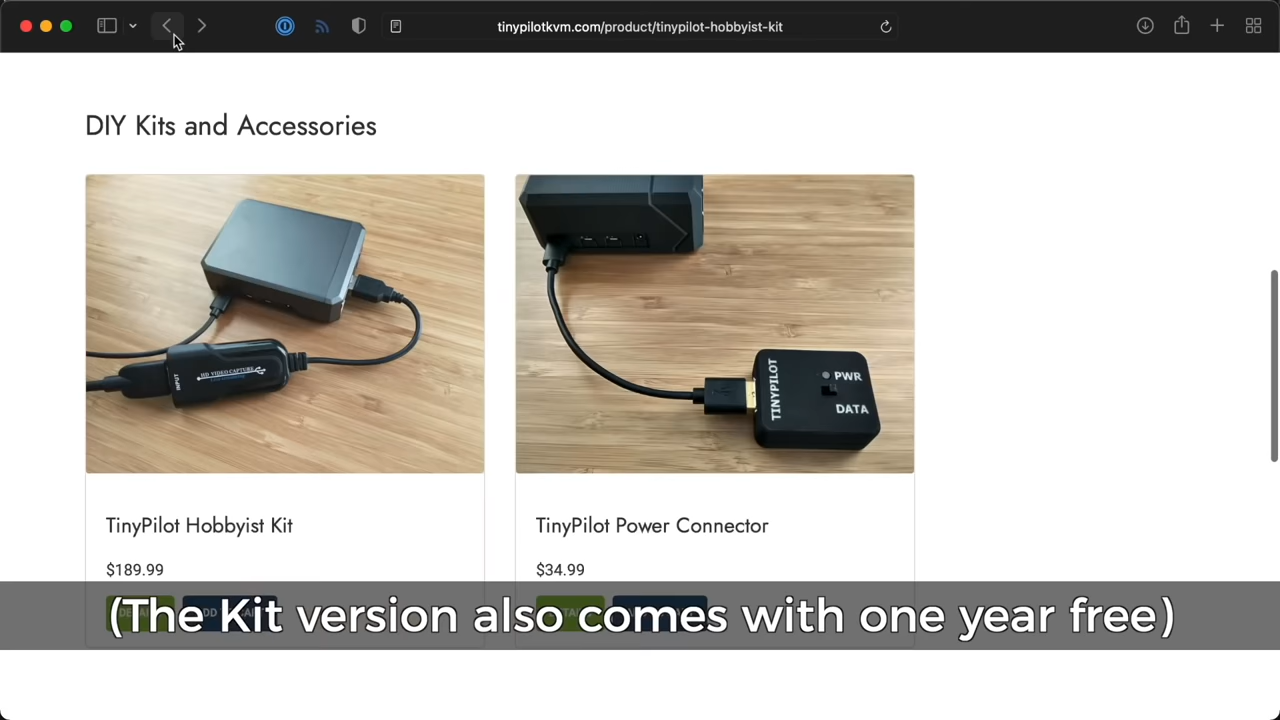 tinypilotkvm.com/product/tinypilot-hobbyist-kit
DIY Kits and Accessories
HD VIDEO CAPTURE
INPUT
TINYPILOT
PWR
DATA
TinyPilot Hobbyist Kit
TinyPilot Power Connector
$189.99
$34.99
(The Kit version also comes with one year free)